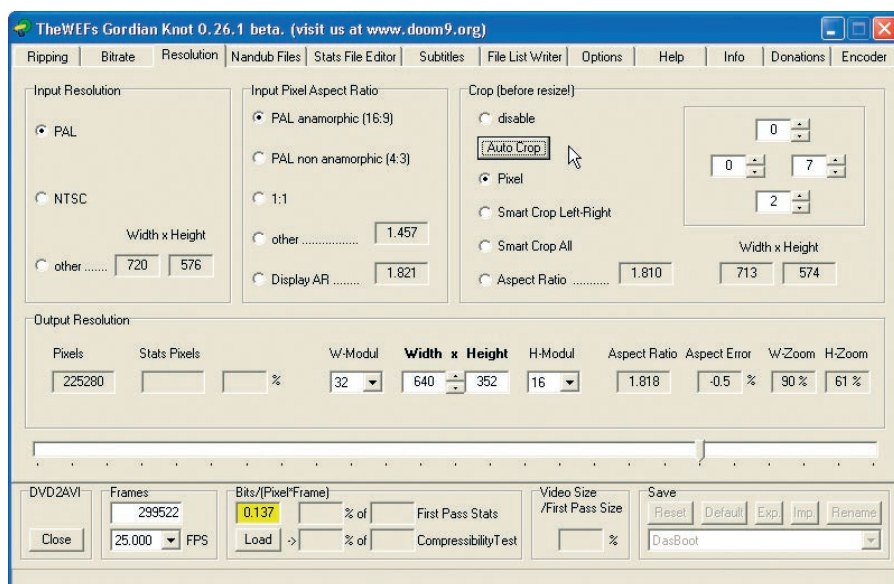 TheWEFs Gordian Knot 0.26.1 beta. (visit us at www.doom9.org)
Ripping Bitrate Resolution Nandub Files Stats File Editor Subtitles File List Writer Options Help Info Donations Encoder
Input Resolution
PAL
NTSC
Width x Height
other ...... 720 576
Input Pixel Aspect Ratio
PAL anamorphic (16:9)
PAL non anamorphic (4:3)
1:1
other ................ 1.457
Display AR ........ 1.821
Crop (before resize!)
disable
Auto Crop
Pixel
Smart Crop Left-Right
Smart Crop All
Aspect Ratio ........... 1.810
0
0 7
2
Width x Height
713 574
Output Resolution
Pixels Stats Pixels W-Modul Width x Height H-Modul Aspect Ratio Aspect Error W-Zoom H-Zoom
225280 % 32 640 352 16 1.818 -0.5 % 90 % 61 %
DVD2AVI
Close
Frames
299522
25.000 FPS
Bits/(Pixel*Frame)
0.137 % of First Pass Stats
Load -> % of CompressibilityTest
Video Size
/First Pass Size
%
Save
Reset Default Exp. Imp. Rename
DasBoot